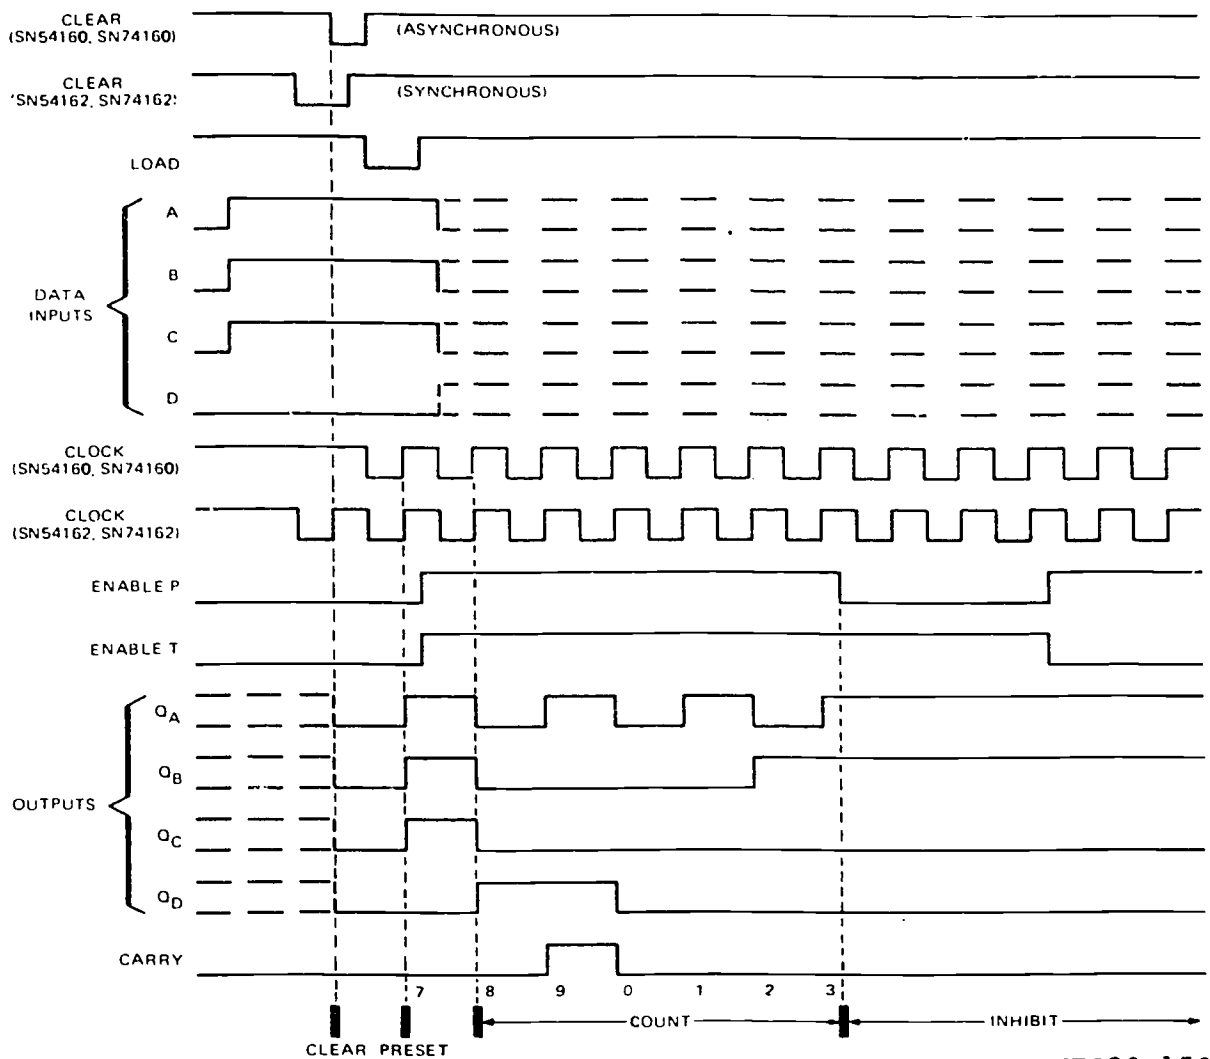 CLEAR
(SN54160, SN74160)
(ASYNCHRONOUS)
CLEAR
'SN54162, SN74162:
(SYNCHRONOUS)
LOAD
A
B
DATA
INPUTS
C
D
CLOCK
(SN54160, SN74160)
CLOCK
(SN54162, SN74162)
ENABLE P
ENABLE T
QA
QB
OUTPUTS
QC
QD
CARRY
7 8 9 0 1 2 3
COUNT
INHIBIT
CLEAR PRESET